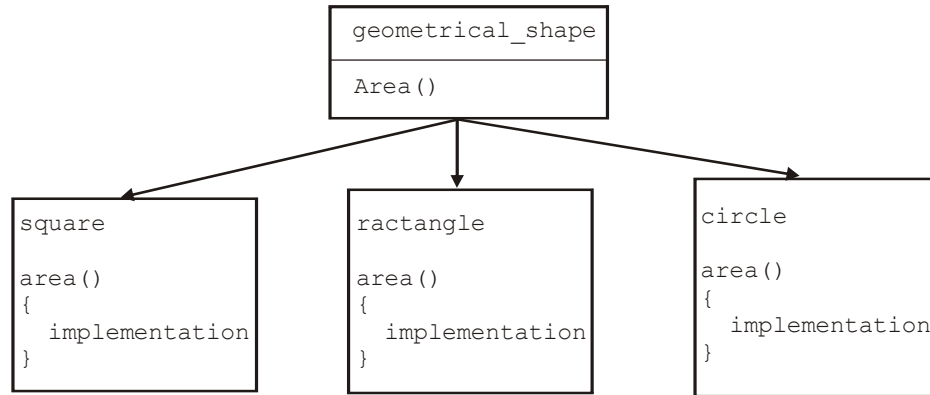 geometrical_shape
Area()
square
area()
{
implementation
}
ractangle
area()
{
implementation
}
circle
area()
{
implementation
}